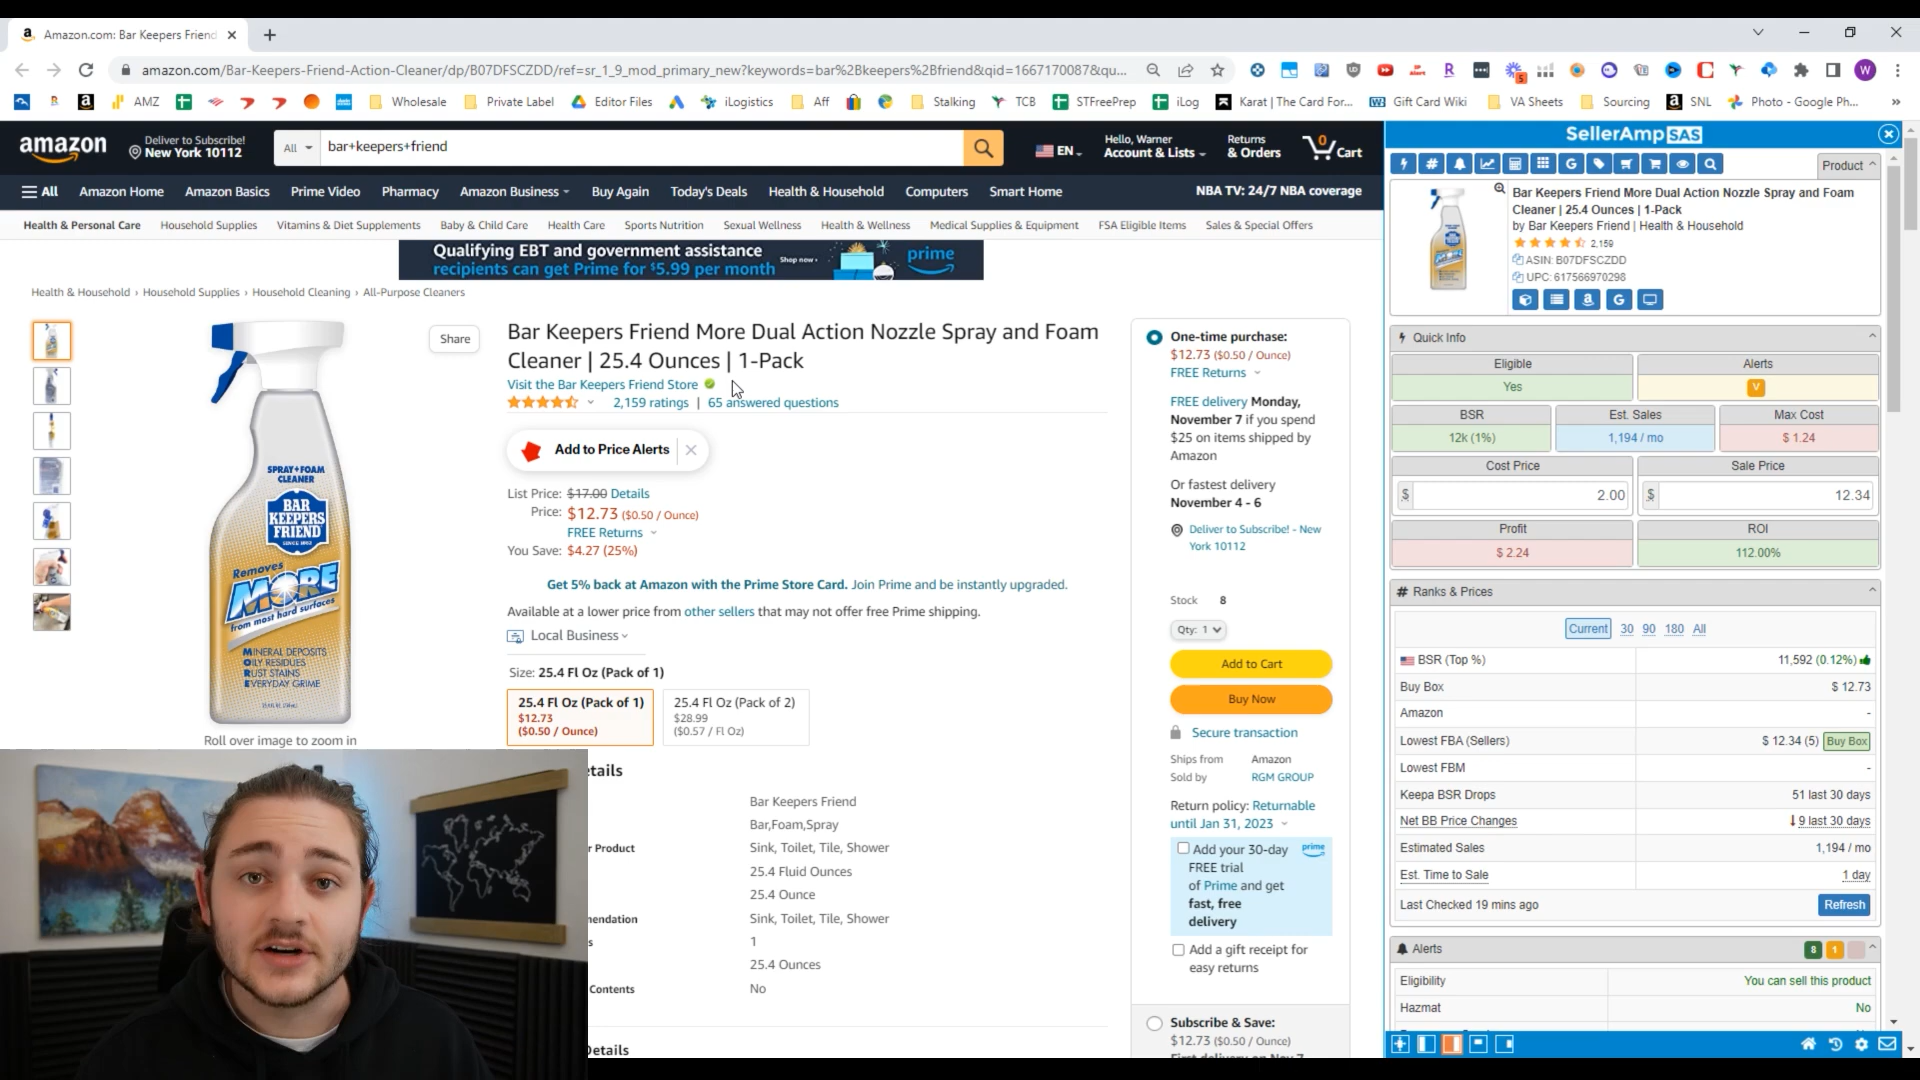 Amazon.com: Bar Keepers Friend
amazon.com/Bar-Keepers-Friend-Action-Cleaner/dp/B07DFSCZDD/ref=sr_1_9_mod_primary_new?keywords=bar%2Bkeepers%2Bfriend&qid=1667170087&qu...
AMZ
Wholesale
Private Label
Editor Files
iLogistics
Aff
Stalking
TCB
STFreePrep
iLog
Karat | The Card For...
Gift Card Wiki
VA Sheets
Sourcing
SNL
Photo - Google Ph...
amazon
Deliver to Subscribe!
New York 10112
All
bar+keepers+friend
EN
Hello, Warner
Account & Lists
Returns
& Orders
0
Cart
All
Amazon Home
Amazon Basics
Prime Video
Pharmacy
Amazon Business
Buy Again
Today's Deals
Health & Household
Computers
Smart Home
NBA TV: 24/7 NBA coverage
Health & Personal Care
Household Supplies
Vitamins & Diet Supplements
Baby & Child Care
Health Care
Sports Nutrition
Sexual Wellness
Health & Wellness
Medical Supplies & Equipment
FSA Eligible Items
Sales & Special Offers
Qualifying EBT and government assistance
recipients can get Prime for $5.99 per month
Shop now
prime
Health & Household › Household Supplies › Household Cleaning › All-Purpose Cleaners
Share
SPRAY+FOAM
CLEANER
BAR
KEEPERS
FRIEND
SINCE 1882
Removes
MORE
from most hard surfaces
MINERAL DEPOSITS
OILY RESIDUES
RUST STAINS
EVERYDAY GRIME
Roll over image to zoom in
Bar Keepers Friend More Dual Action Nozzle Spray and Foam
Cleaner | 25.4 Ounces | 1-Pack
Visit the Bar Keepers Friend Store
2,159 ratings | 65 answered questions
Add to Price Alerts
List Price: $17.00 Details
Price: $12.73 ($0.50 / Ounce)
FREE Returns
You Save: $4.27 (25%)
Get 5% back at Amazon with the Prime Store Card. Join Prime and be instantly upgraded.
Available at a lower price from other sellers that may not offer free Prime shipping.
Local Business
Size: 25.4 Fl Oz (Pack of 1)
25.4 Fl Oz (Pack of 1)
$12.73
($0.50 / Ounce)
25.4 Fl Oz (Pack of 2)
$28.99
($0.57 / Fl Oz)
etails
Bar Keepers Friend
Bar,Foam,Spray
r Product
Sink, Toilet, Tile, Shower
25.4 Fluid Ounces
25.4 Ounce
nendation
Sink, Toilet, Tile, Shower
s
1
25.4 Ounces
Contents
No
Details
One-time purchase:
$12.73 ($0.50 / Ounce)
FREE Returns
FREE delivery Monday,
November 7 if you spend
$25 on items shipped by
Amazon
Or fastest delivery
November 4 - 6
Deliver to Subscribe! - New
York 10112
Stock 8
Qty: 1
Add to Cart
Buy Now
Secure transaction
Ships from Amazon
Sold by RGM GROUP
Return policy: Returnable
until Jan 31, 2023
Add your 30-day
FREE trial
of Prime and get
fast, free
delivery
prime
Add a gift receipt for
easy returns
Subscribe & Save:
$12.73 ($0.50 / Ounce)
First delivery on Nov 7
SellerAmp SAS
Product
Bar Keepers Friend More Dual Action Nozzle Spray and Foam
Cleaner | 25.4 Ounces | 1-Pack
by Bar Keepers Friend | Health & Household
2,159
ASIN: B07DFSCZDD
UPC: 617566970298
Quick Info
Eligible
Alerts
Yes
V
BSR
Est. Sales
Max Cost
12k (1%)
1,194 / mo
$ 1.24
Cost Price
Sale Price
$ 2.00
$ 12.34
Profit
ROI
$ 2.24
112.00%
# Ranks & Prices
Current 30 90 180 All
BSR (Top %) 11,592 (0.12%)
Buy Box $ 12.73
Amazon -
Lowest FBA (Sellers) $ 12.34 (5) Buy Box
Lowest FBM -
Keepa BSR Drops 51 last 30 days
Net BB Price Changes 9 last 30 days
Estimated Sales 1,194 / mo
Est. Time to Sale 1 day
Last Checked 19 mins ago Refresh
Alerts 8 1
Eligibility You can sell this product
Hazmat No